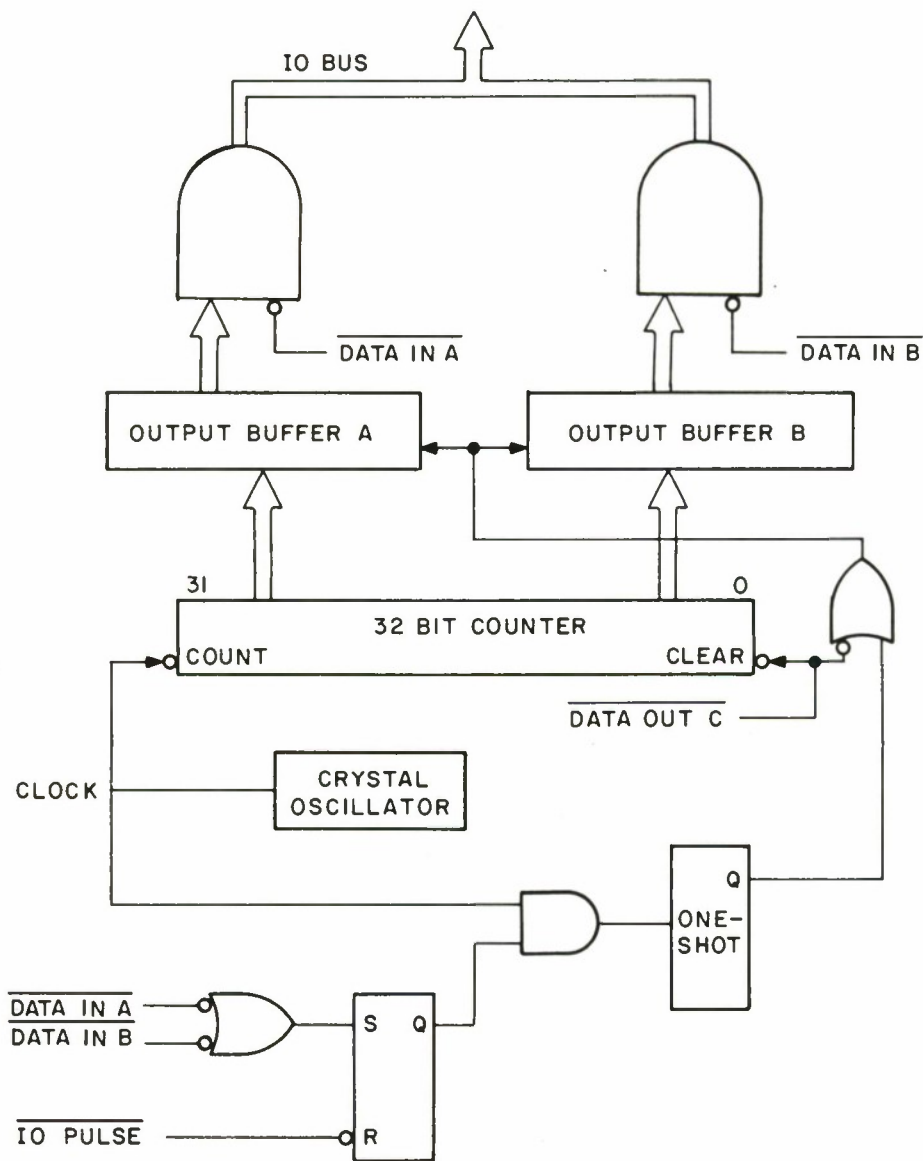 IO BUS
DATA IN A
DATA IN B
OUTPUT BUFFER A
OUTPUT BUFFER B
31
0
32 BIT COUNTER
COUNT
CLEAR
DATA OUT C
CLOCK
CRYSTAL
OSCILLATOR
Q
ONE-
SHOT
DATA IN A
DATA IN B
S
Q
IO PULSE
R